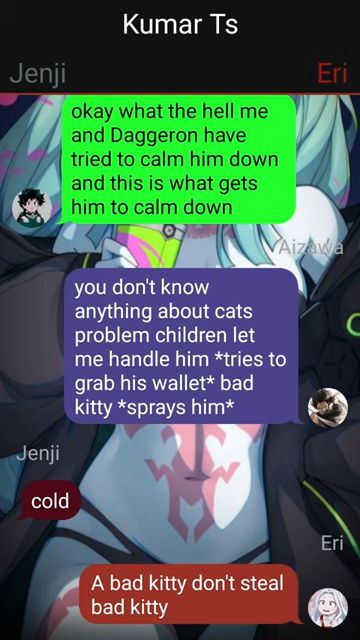 Kumar Ts
Jenji
Eri
okay what the hell me
and Daggeron have
tried to calm him down
and this is what gets
him to calm down
Aizawa
you don't know
anything about cats
problem children let
me handle him *tries to
grab his wallet* bad
kitty *sprays him*
Jenji
cold
Eri
A bad kitty don't steal
bad kitty